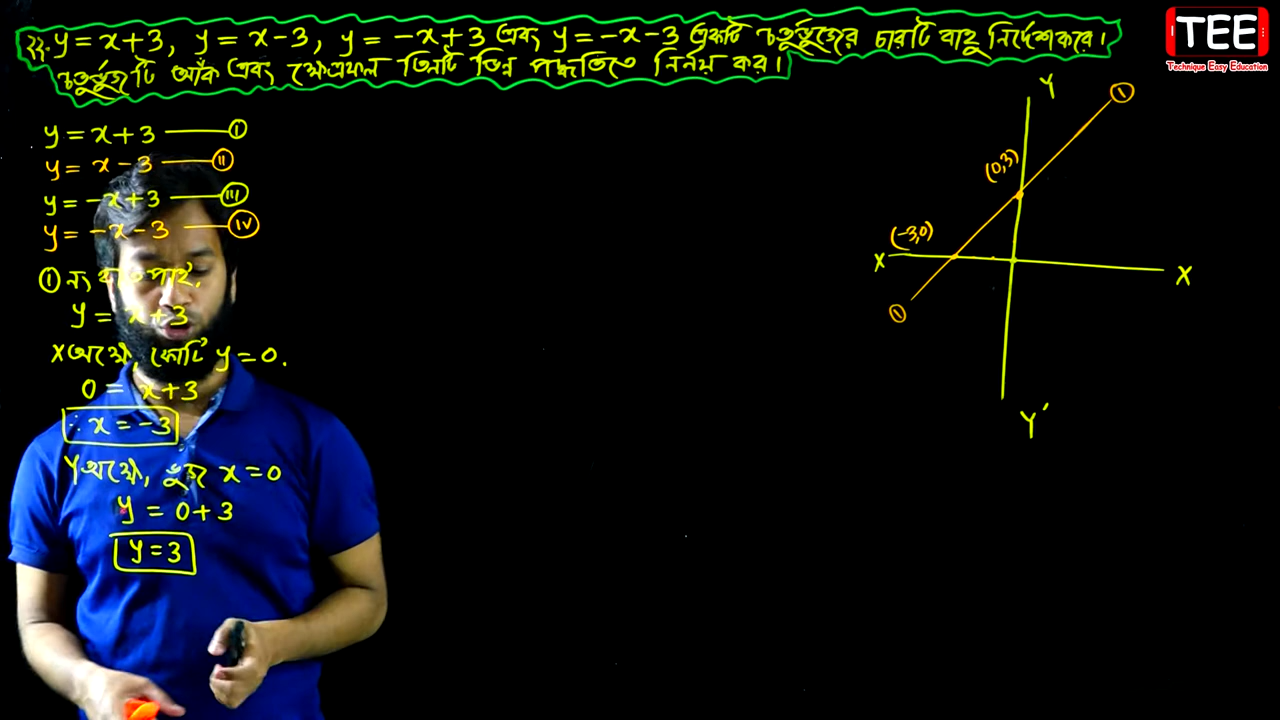 ২২. y = x+3, y = x-3, y = -x+3 এবং y = -x-3 একটি চতুর্ভুজের চারটি বাহু নির্দেশ করে।
চতুর্ভুজটি আঁক এবং ক্ষেত্রফল তিনটি ভিন্ন পদ্ধতিতে নির্ণয় কর।
TEE
Technique Easy Education
y = x+3 — i
y = x-3 — ii
y = -x+3 — iii
y = -x-3 — iv
i নং পাই,
y = x+3
X অক্ষে, কোটি y = 0.
0 = x+3
∴ x = -3
Y অক্ষে, ভুজ x = 0
y = 0+3
y = 3
Y
i
(0,3)
(-3,0)
X
X
i
Y′